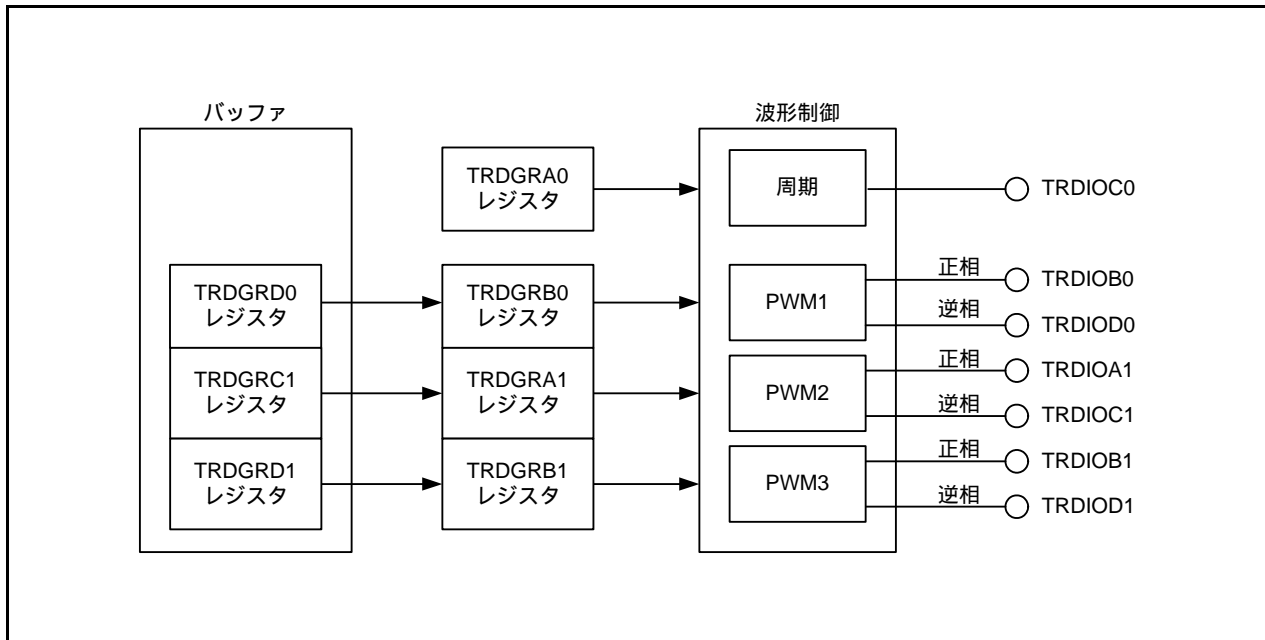 バッファ
波形制御
TRDGRA0
レジスタ
周期
TRDIOC0
TRDGRD0
レジスタ
TRDGRB0
レジスタ
PWM1
正相
TRDIOB0
逆相
TRDIOD0
TRDGRC1
レジスタ
TRDGRA1
レジスタ
PWM2
正相
TRDIOA1
逆相
TRDIOC1
TRDGRD1
レジスタ
TRDGRB1
レジスタ
PWM3
正相
TRDIOB1
逆相
TRDIOD1